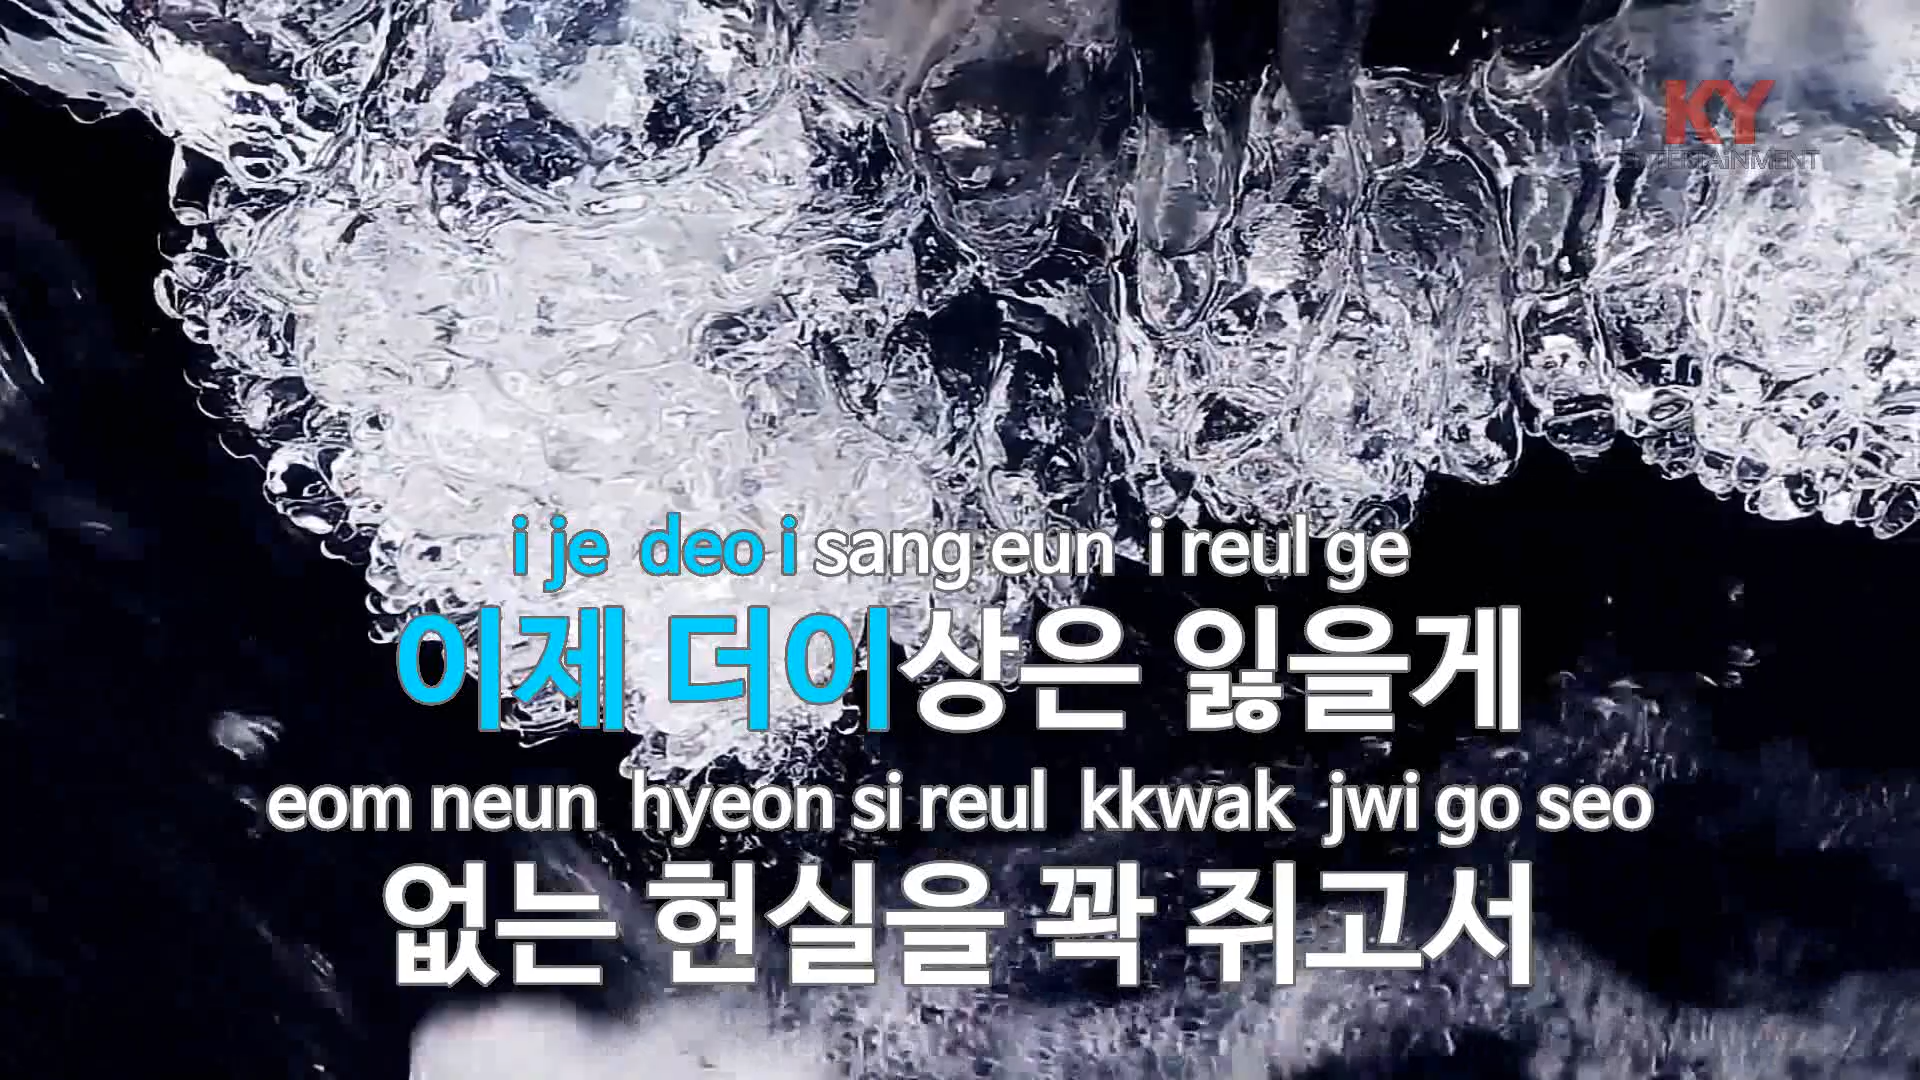 KY
ENTERTAiNMENT
i je deo i sang eun i reul ge
이제 더이상은 잃을게
eom neun hyeon si reul kkwak jwi go seo
없는 현실을 꽉 쥐고서